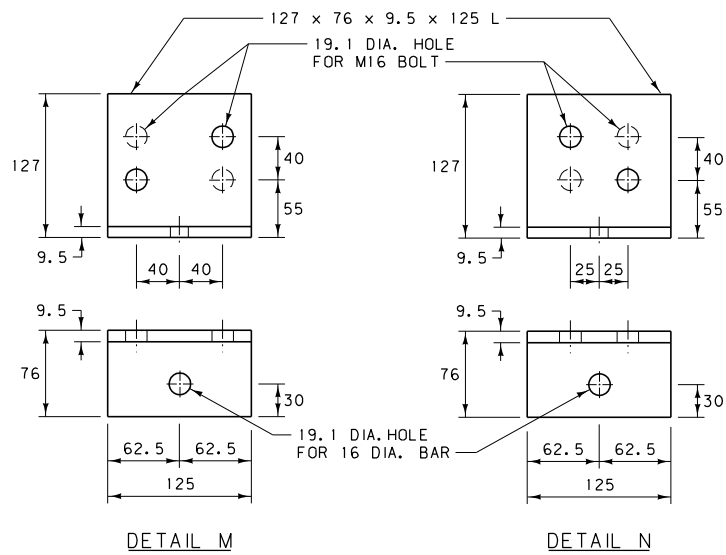 127 x 76 x 9.5 x 125 L
19.1 DIA. HOLE
FOR M16 BOLT
127
40
55
9.5
40 40
127
40
55
9.5
25 25
9.5
76
30
62.5 62.5
125
19.1 DIA.HOLE
FOR 16 DIA. BAR
9.5
76
30
62.5 62.5
125
DETAIL M
DETAIL N